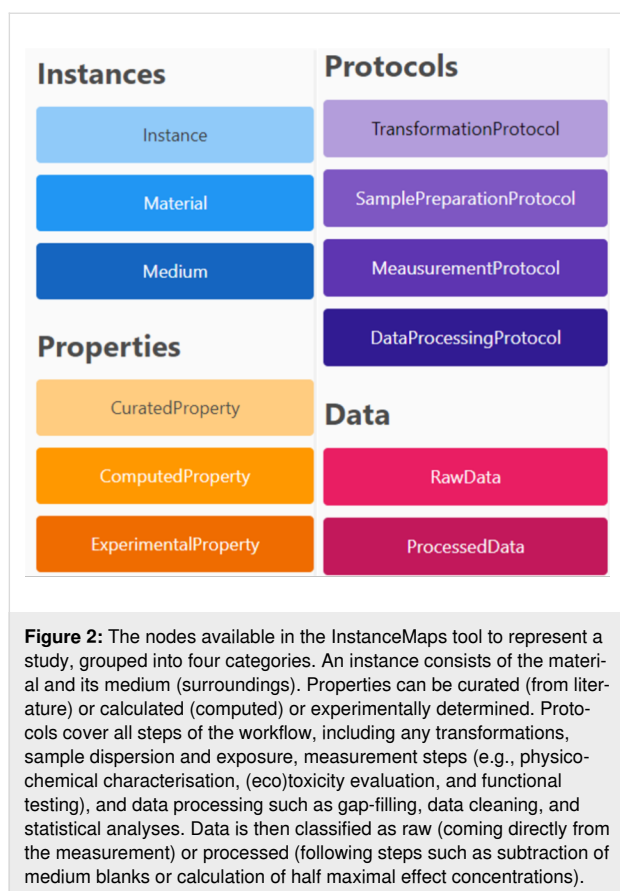 Instances
Instance
Material
Medium
Properties
CuratedProperty
ComputedProperty
ExperimentalProperty
Protocols
TransformationProtocol
SamplePreparationProtocol
MeausurementProtocol
DataProcessingProtocol
Data
RawData
ProcessedData
Figure 2: The nodes available in the InstanceMaps tool to represent a
study, grouped into four categories. An instance consists of the materi-
al and its medium (surroundings). Properties can be curated (from liter-
ature) or calculated (computed) or experimentally determined. Proto-
cols cover all steps of the workflow, including any transformations,
sample dispersion and exposure, measurement steps (e.g., physico-
chemical characterisation, (eco)toxicity evaluation, and functional
testing), and data processing such as gap-filling, data cleaning, and
statistical analyses. Data is then classified as raw (coming directly from
the measurement) or processed (following steps such as subtraction of
medium blanks or calculation of half maximal effect concentrations).